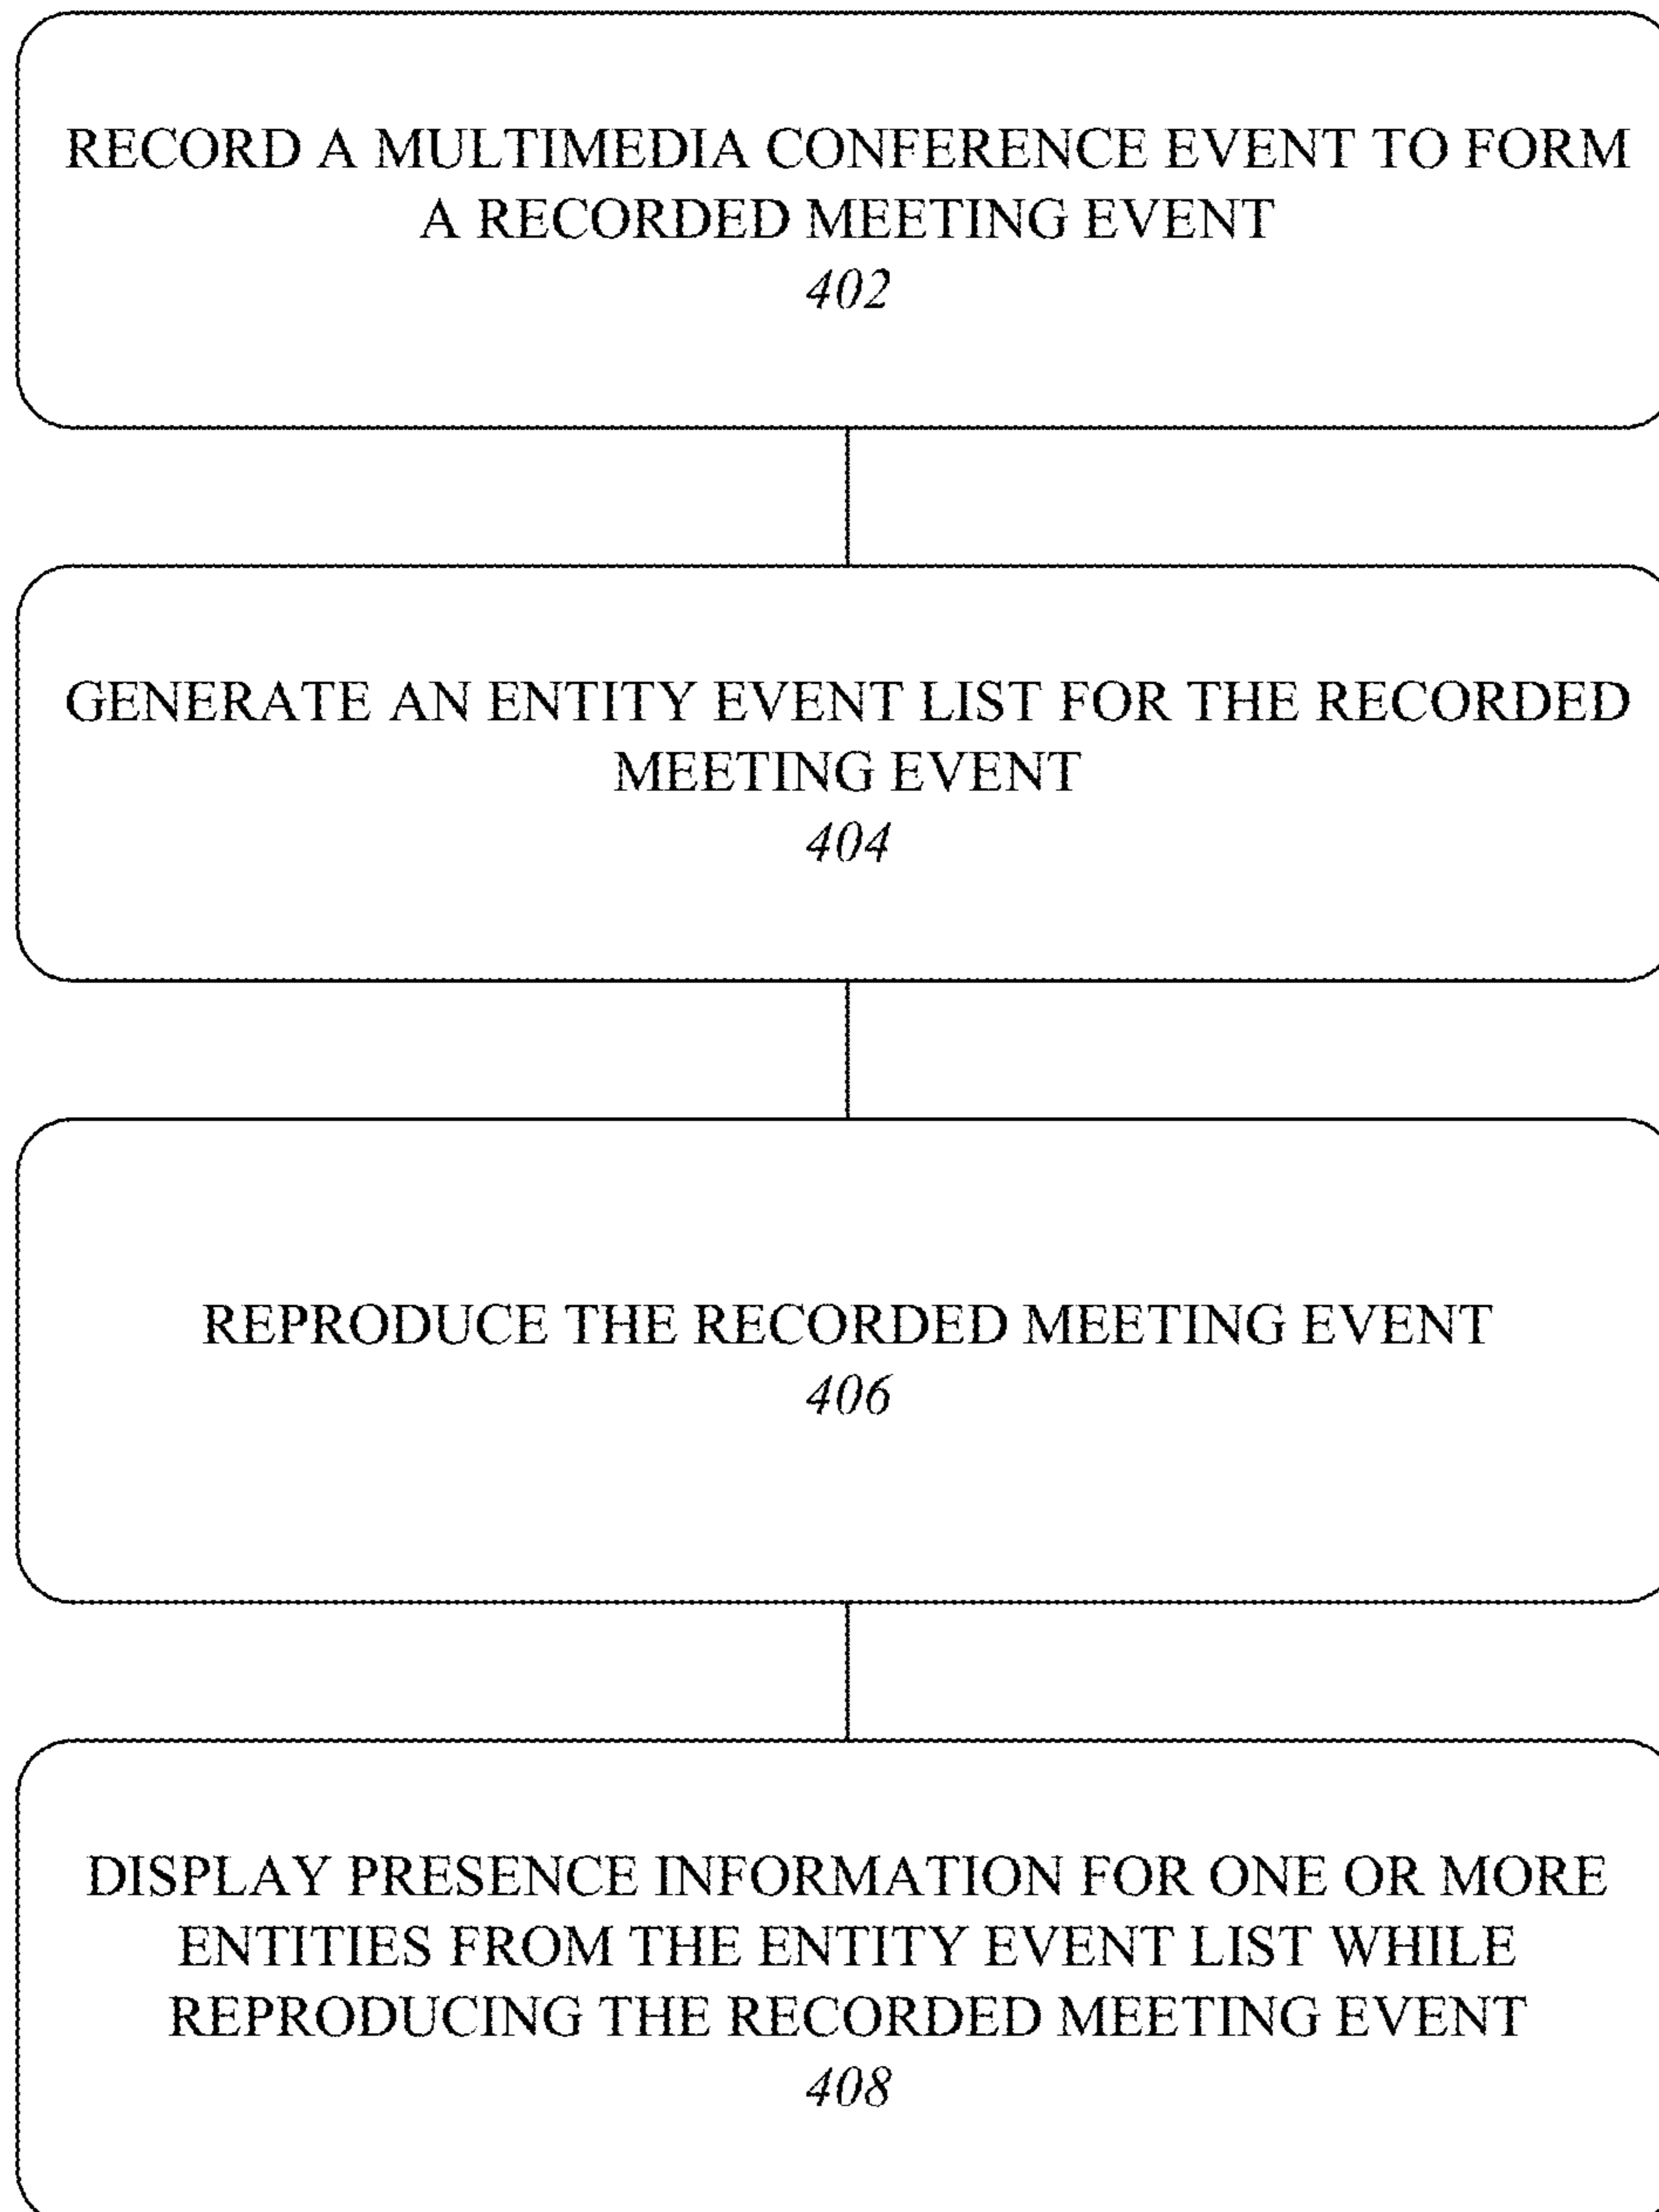 RECORD A MULTIMEDIA CONFERENCE EVENT TO FORM
A RECORDED MEETING EVENT
402
GENERATE AN ENTITY EVENT LIST FOR THE RECORDED
MEETING EVENT
404
REPRODUCE THE RECORDED MEETING EVENT
406
DISPLAY PRESENCE INFORMATION FOR ONE OR MORE
ENTITIES FROM THE ENTITY EVENT LIST WHILE
REPRODUCING THE RECORDED MEETING EVENT
408